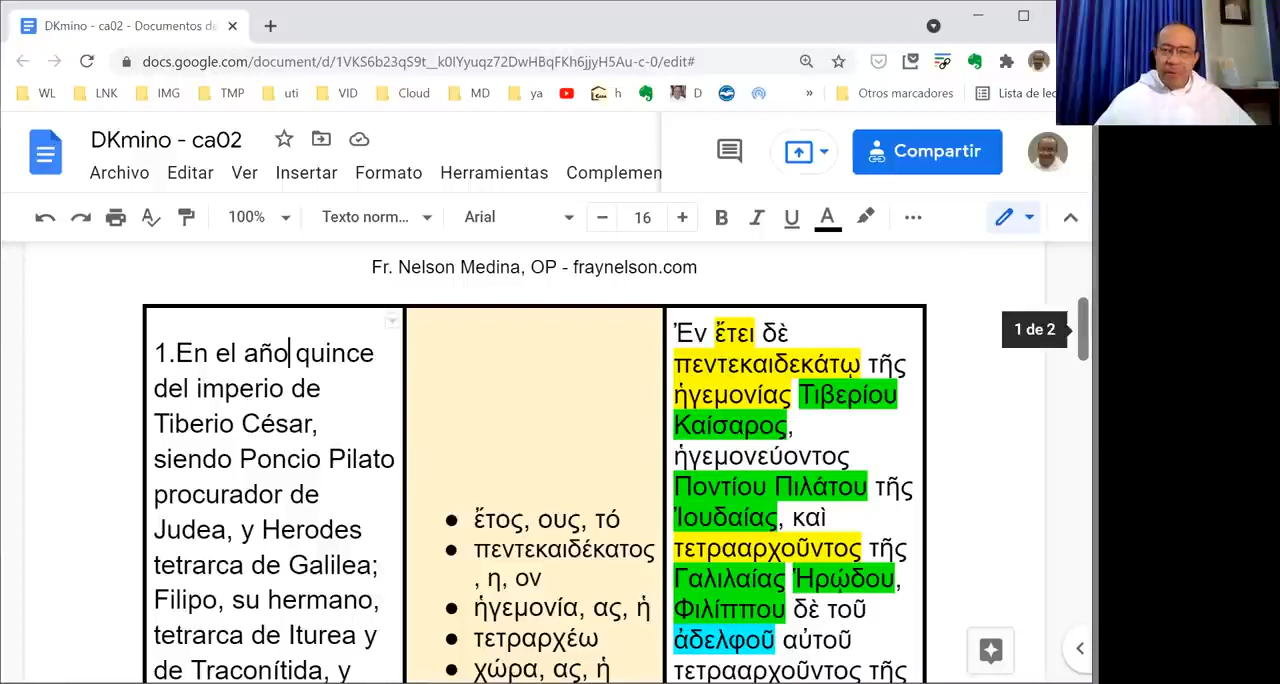 DKmino - ca02 - Documentos de
docs.google.com/document/d/1VKS6b23qS9t__k0IYyuqz72DwHBqFKh6jjyH5Au-c-0/edit#
WL LNK IMG TMP uti VID Cloud MD ya h D » Otros marcadores Lista de lec
DKmino - ca02
Archivo Editar Ver Insertar Formato Herramientas Complemen
Compartir
100% Texto norm... Arial − 16 + B I U A
Fr. Nelson Medina, OP - fraynelson.com
1 de 2
1.En el año quince
del imperio de
Tiberio César,
siendo Poncio Pilato
procurador de
Judea, y Herodes
tetrarca de Galilea;
Filipo, su hermano,
tetrarca de Iturea y
de Traconítida, y
● ἔτος, ους, τό
● πεντεκαιδέκατος
, η, ον
● ἡγεμονία, ας, ἡ
● τετραρχέω
● χώρα, ας, ἡ
Ἐν ἔτει δὲ
πεντεκαιδεκάτῳ τῆς
ἡγεμονίας Τιβερίου
Καίσαρος,
ἡγεμονεύοντος
Ποντίου Πιλάτου τῆς
Ἰουδαίας, καὶ
τετρααρχοῦντος τῆς
Γαλιλαίας Ἡρῴδου,
Φιλίππου δὲ τοῦ
ἀδελφοῦ αὐτοῦ
τετρααρχοῦντος τῆς